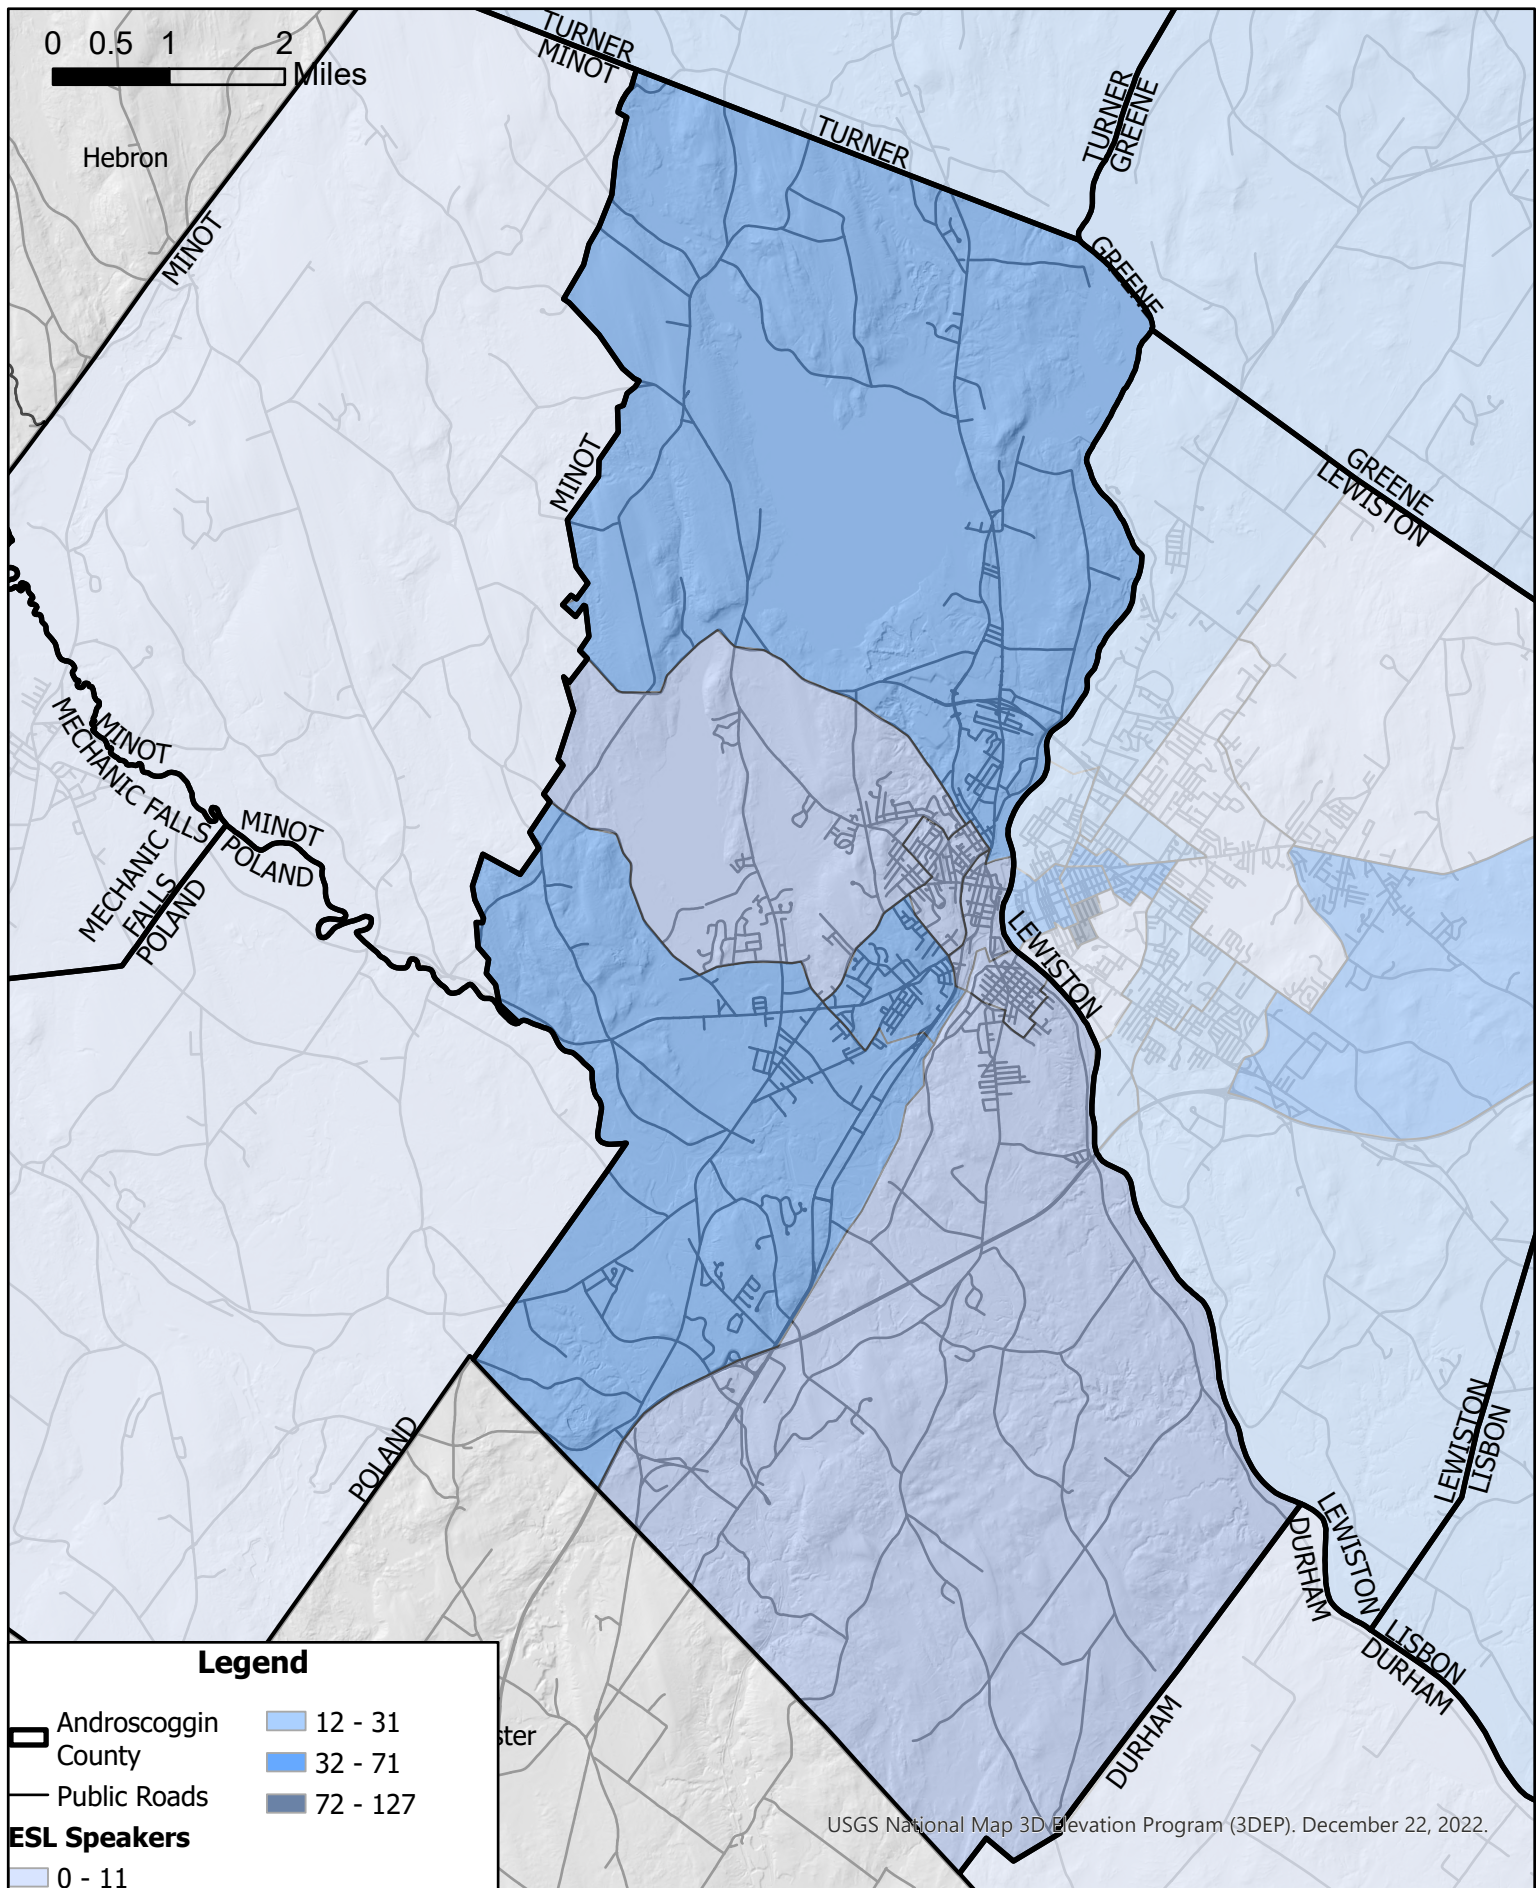 0 0.5 1 2
Miles
TURNER
MINOT
TURNER
TURNER
GREENE
Hebron
MINOT
GREENE
MINOT
GREENE
LEWISTON
MINOT
MECHANIC FALLS
MINOT
POLAND
MECHANIC
FALLS
POLAND
LEWISTON
POLAND
LEWISTON
LISBON
LEWISTON
DURHAM
LISBON
DURHAM
DURHAM
Legend
Androscoggin
County
Public Roads
ESL Speakers
0 - 11
12 - 31
32 - 71
72 - 127
ster
USGS National Map 3D Elevation Program (3DEP). December 22, 2022.